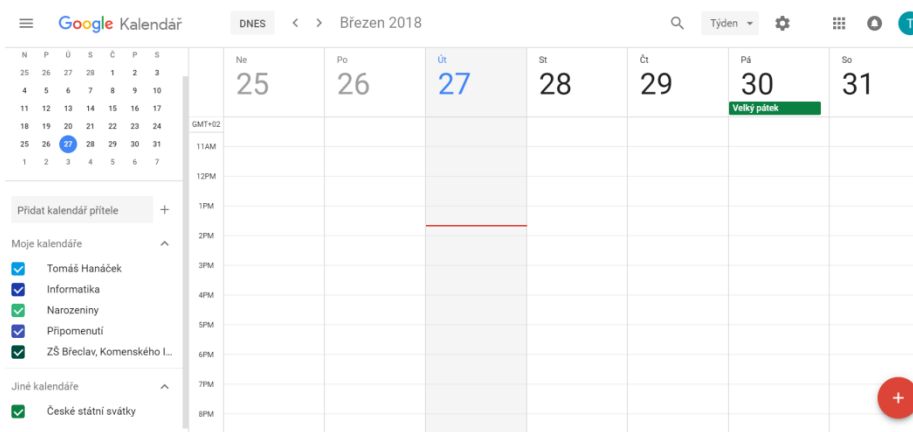 Google Kalendář
DNES
Březen 2018
Týden
T
N P Ú S Č P S
25 26 27 28 1 2 3
4 5 6 7 8 9 10
11 12 13 14 15 16 17
18 19 20 21 22 23 24
25 26 27 28 29 30 31
1 2 3 4 5 6 7
Přidat kalendář přítele
Moje kalendáře
Tomáš Hanáček
Informatika
Narozeniny
Připomenutí
ZŠ Břeclav, Komenského I...
Jiné kalendáře
České státní svátky
Ne Po Út St Čt Pá So
25 26 27 28 29 30 31
Velký pátek
GMT+02
11AM
12PM
1PM
2PM
3PM
4PM
5PM
6PM
7PM
8PM